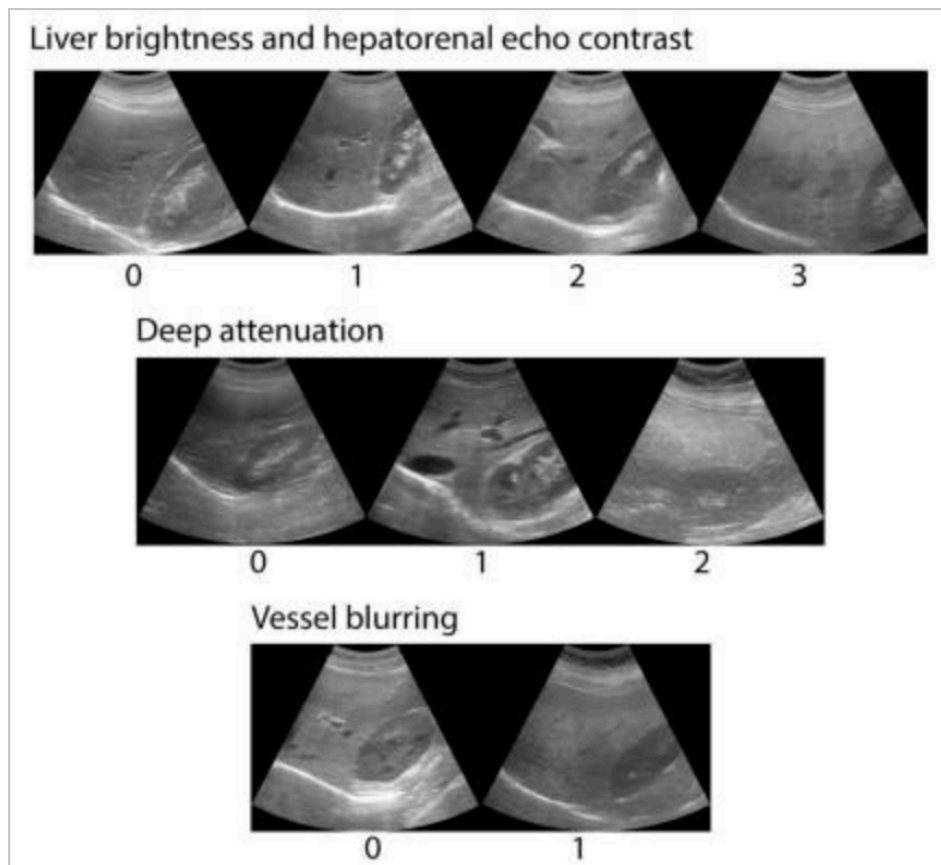 Liver brightness and hepatorenal echo contrast
0 1 2 3
Deep attenuation
0 1 2
Vessel blurring
0 1